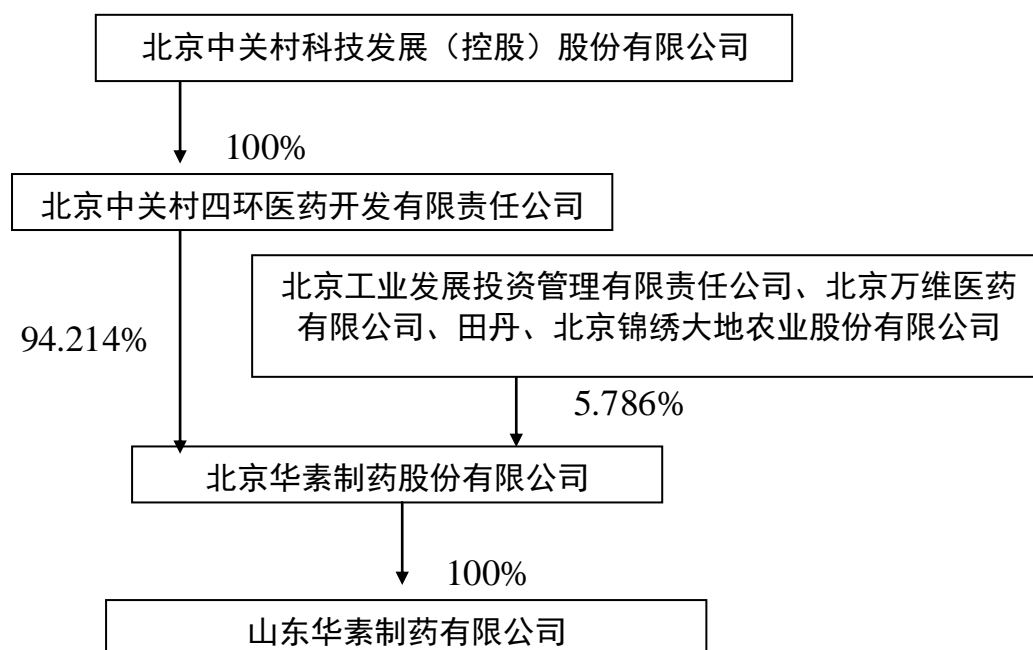 北京中关村科技发展（控股）股份有限公司
100%
北京中关村四环医药开发有限责任公司
北京工业发展投资管理有限责任公司、北京万维医药
有限公司、田丹、北京锦绣大地农业股份有限公司
94.214%
5.786%
北京华素制药股份有限公司
100%
山东华素制药有限公司